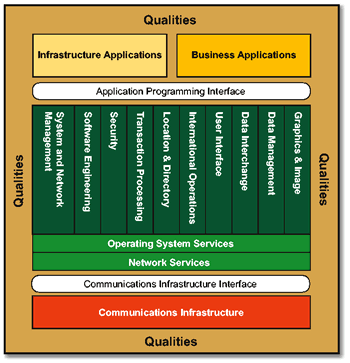 Qualities
Infrastructure Applications
Business Applications
Application Programming Interface
Qualities
System and Network
Management
Software Engineering
Security
Transaction Processing
Location & Directory
International Operations
User Interface
Data Interchange
Data Management
Graphics & Image
Qualities
Operating System Services
Network Services
Communications Infrastructure Interface
Communications Infrastructure
Qualities